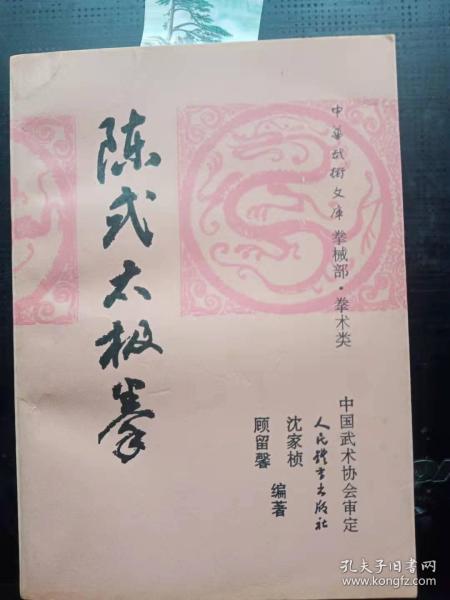 陈式太极拳
中华武术文库
拳械部·拳术类
中国武术协会审定
人民体育出版社
沈家桢
顾留馨
编著
孔夫子旧书网
www.kongfz.com